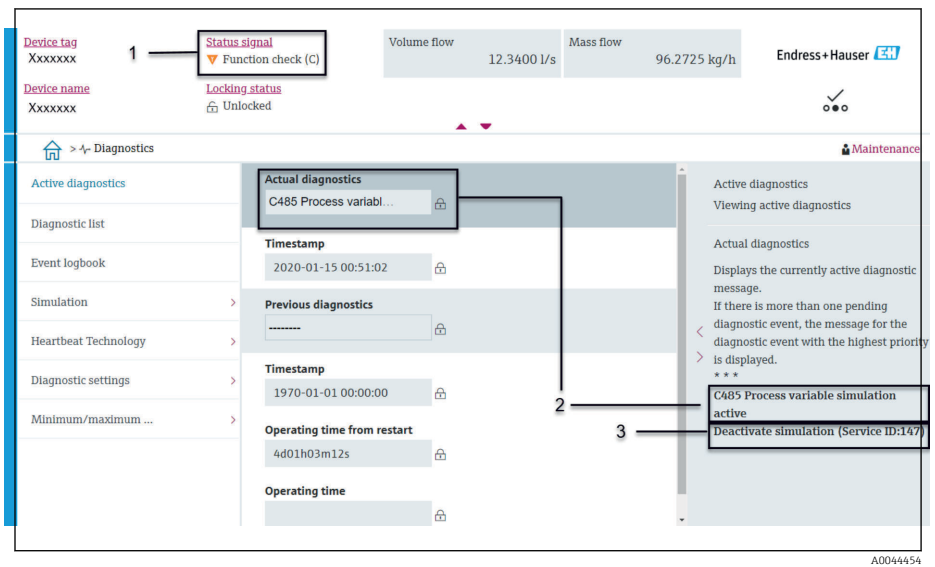 Device tag
Xxxxxxx
1
Status signal
Function check (C)
Volume flow
12.3400 l/s
Mass flow
96.2725 kg/h
Endress+Hauser EH
Device name
Xxxxxxx
Locking status
Unlocked
> Diagnostics
Maintenance
Active diagnostics
Diagnostic list
Event logbook
Simulation
Heartbeat Technology
Diagnostic settings
Minimum/maximum ...
Actual diagnostics
C485 Process variabl...
Timestamp
2020-01-15 00:51:02
Previous diagnostics
--------
Timestamp
1970-01-01 00:00:00
Operating time from restart
4d01h03m12s
Operating time
2
3
Active diagnostics
Viewing active diagnostics
Actual diagnostics
Displays the currently active diagnostic
message.
If there is more than one pending
diagnostic event, the message for the
diagnostic event with the highest priority
is displayed.
* * *
C485 Process variable simulation
active
Deactivate simulation (Service ID:147)
A0044454